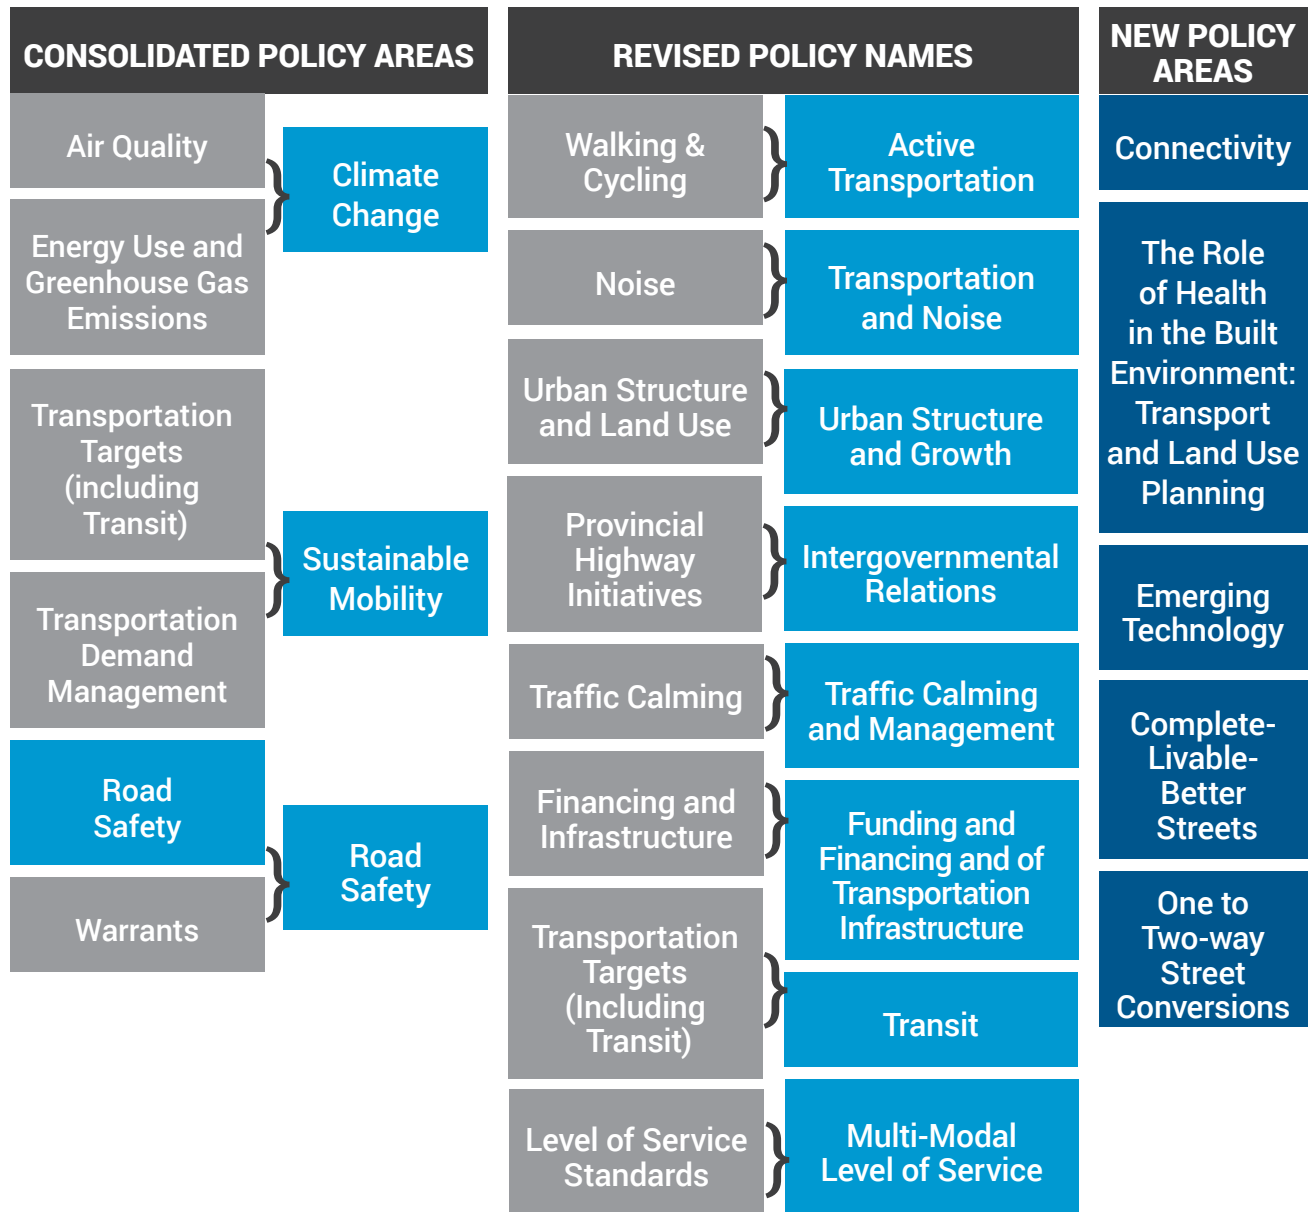 CONSOLIDATED POLICY AREAS
Air Quality
Energy Use and
Greenhouse Gas
Emissions
Climate
Change
Transportation
Targets
(including
Transit)
Transportation
Demand
Management
Sustainable
Mobility
Road
Safety
Warrants
Road
Safety
REVISED POLICY NAMES
Walking &
Cycling
Active
Transportation
Noise
Transportation
and Noise
Urban Structure
and Land Use
Urban Structure
and Growth
Provincial
Highway
Initiatives
Intergovernmental
Relations
Traffic Calming
Traffic Calming
and Management
Financing and
Infrastructure
Funding and
Financing and of
Transportation
Infrastructure
Transportation
Targets
(Including
Transit)
Transit
Level of Service
Standards
Multi-Modal
Level of Service
NEW POLICY
AREAS
Connectivity
The Role
of Health
in the Built
Environment:
Transport
and Land Use
Planning
Emerging
Technology
Complete-
Livable-
Better
Streets
One to
Two-way
Street
Conversions